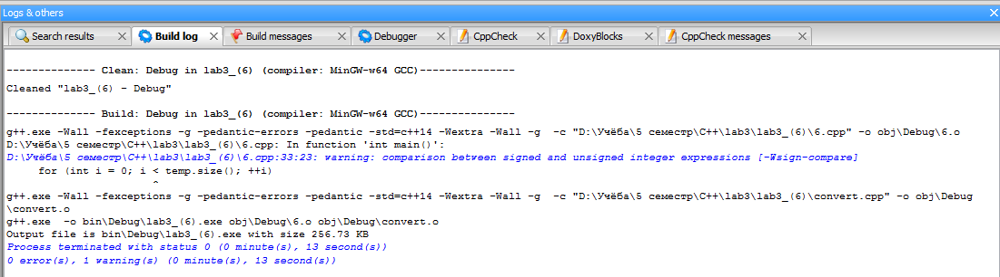 Logs & others
Search results
Build log
Build messages
Debugger
CppCheck
DoxyBlocks
CppCheck messages
-------------- Clean: Debug in lab3_(6) (compiler: MinGW-w64 GCC)---------------
Cleaned "lab3_(6) - Debug"
-------------- Build: Debug in lab3_(6) (compiler: MinGW-w64 GCC)---------------
g++.exe -Wall -fexceptions -g -pedantic-errors -pedantic -std=c++14 -Wextra -Wall -g  -c "D:\Учёба\5 семестр\C++\lab3\lab3_(6)\6.cpp" -o obj\Debug\6.o
D:\Учёба\5 семестр\C++\lab3\lab3_(6)\6.cpp: In function 'int main()':
D:\Учёба\5 семестр\C++\lab3\lab3_(6)\6.cpp:33:23: warning: comparison between signed and unsigned integer expressions [-Wsign-compare]
     for (int i = 0; i < temp.size(); ++i)
                       ^
g++.exe -Wall -fexceptions -g -pedantic-errors -pedantic -std=c++14 -Wextra -Wall -g  -c "D:\Учёба\5 семестр\C++\lab3\lab3_(6)\convert.cpp" -o obj\Debug
\convert.o
g++.exe  -o bin\Debug\lab3_(6).exe obj\Debug\6.o obj\Debug\convert.o
Output file is bin\Debug\lab3_(6).exe with size 256.73 KB
Process terminated with status 0 (0 minute(s), 13 second(s))
0 error(s), 1 warning(s) (0 minute(s), 13 second(s))